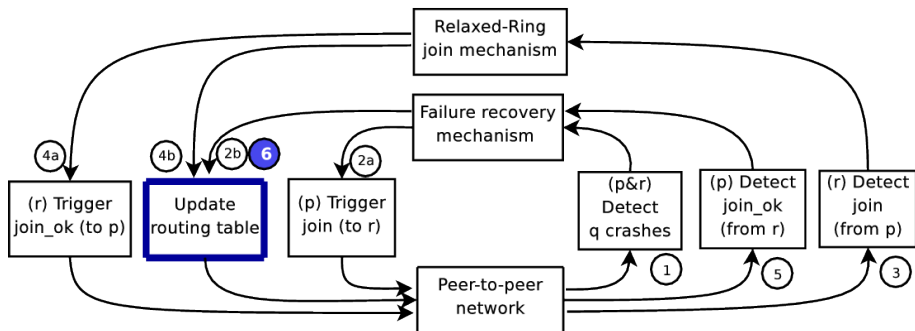 Relaxed-Ring
join mechanism
Failure recovery
mechanism
4a
4b
2b
6
2a
(r) Trigger
join_ok (to p)
Update
routing table
(p) Trigger
join (to r)
(p&r)
Detect
q crashes
(p) Detect
join_ok
(from r)
(r) Detect
join
(from p)
1
5
3
Peer-to-peer
network